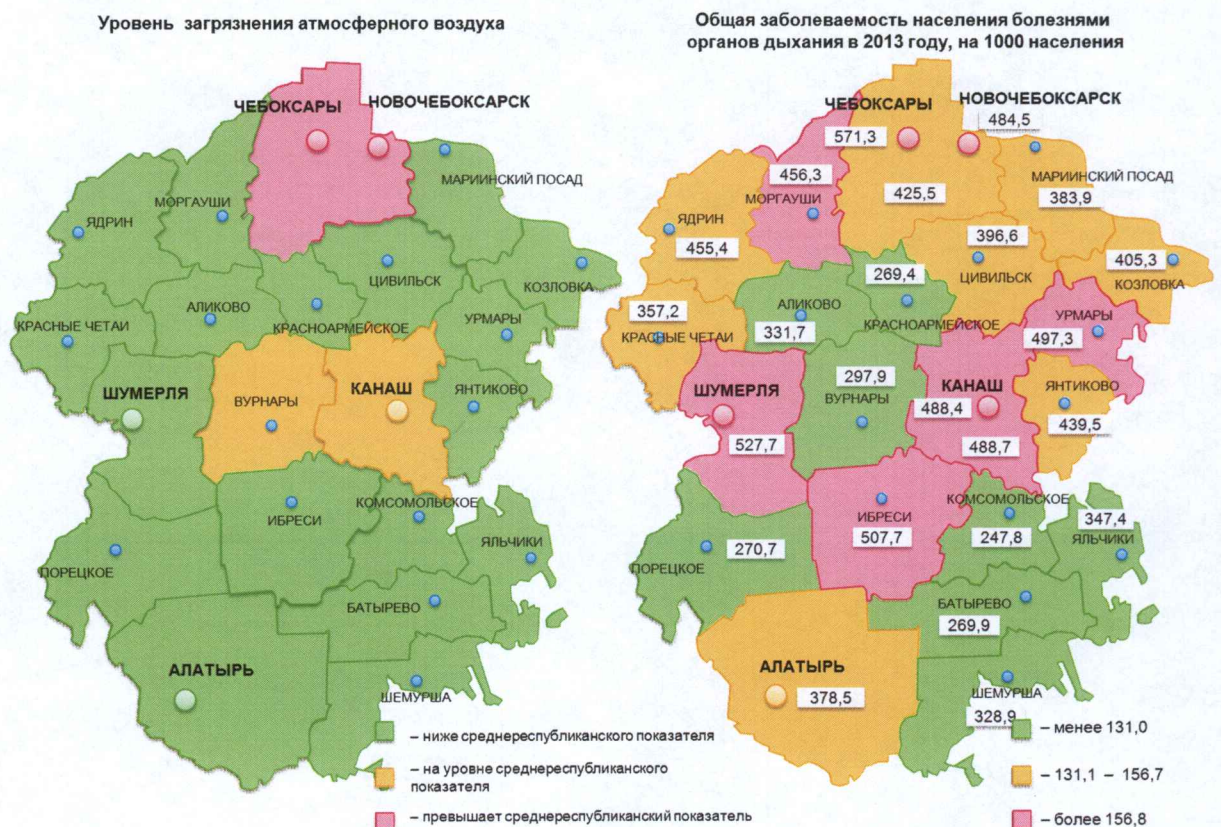 Уровень загрязнения атмосферного воздуха
ЧЕБОКСАРЫ
НОВОЧЕБОКСАРСК
МАРИИНСКИЙ ПОСАД
МОРГАУШИ
ЯДРИН
ЦИВИЛЬСК
КОЗЛОВКА
АЛИКОВО
КРАСНОАРМЕЙСКОЕ
УРМАРЫ
КРАСНЫЕ ЧЕТАИ
ШУМЕРЛЯ
ВУРНАРЫ
КАНАШ
ЯНТИКОВО
ИБРЕСИ
КОМСОМОЛЬСКОЕ
ЯЛЬЧИКИ
ПОРЕЦКОЕ
БАТЫРЕВО
АЛАТЫРЬ
ШЕМУРША
– ниже среднереспубликанского показателя
– на уровне среднереспубликанского
показателя
– превышает среднереспубликанский показатель
Общая заболеваемость населения болезнями
органов дыхания в 2013 году, на 1000 населения
ЧЕБОКСАРЫ
571,3
НОВОЧЕБОКСАРСК
484,5
425,5
МАРИИНСКИЙ ПОСАД
383,9
456,3
МОРГАУШИ
ЯДРИН
455,4
396,6
ЦИВИЛЬСК
405,3
КОЗЛОВКА
269,4
КРАСНОАРМЕЙСКОЕ
АЛИКОВО
331,7
357,2
КРАСНЫЕ ЧЕТАИ
УРМАРЫ
497,3
ШУМЕРЛЯ
527,7
297,9
ВУРНАРЫ
КАНАШ
488,4
488,7
ЯНТИКОВО
439,5
ИБРЕСИ
507,7
КОМСОМОЛЬСКОЕ
247,8
347,4
ЯЛЬЧИКИ
270,7
ПОРЕЦКОЕ
БАТЫРЕВО
269,9
АЛАТЫРЬ
378,5
ШЕМУРША
328,9
– менее 131,0
– 131,1 – 156,7
– более 156,8